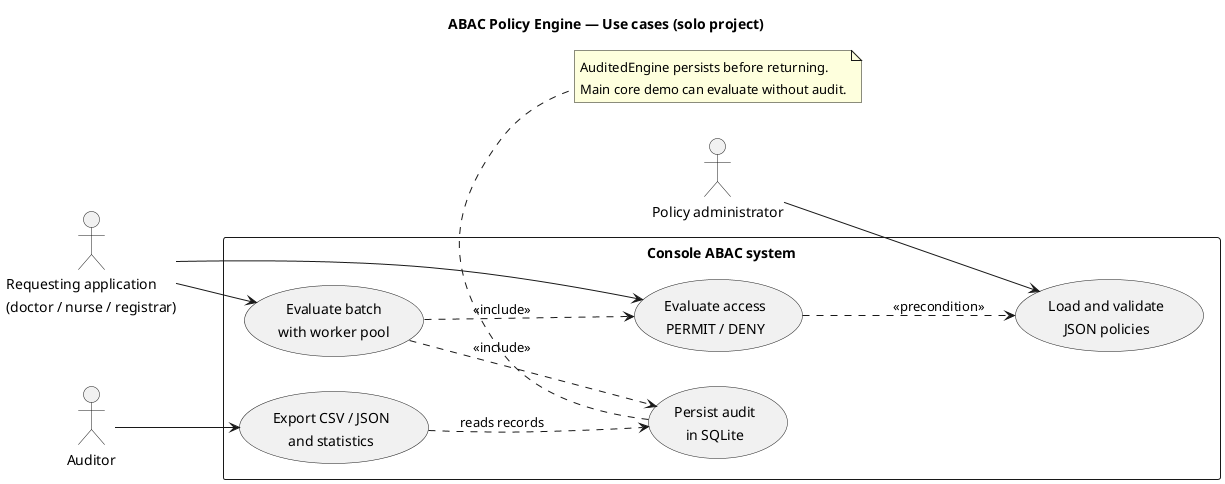 ABAC Policy Engine — Use cases (solo project)
AuditedEngine persists before returning.
Main core demo can evaluate without audit.
Policy administrator
Requesting application
(doctor / nurse / registrar)
Console ABAC system
Evaluate batch
with worker pool
«include»
«include»
Evaluate access
PERMIT / DENY
«precondition»
Load and validate
JSON policies
Auditor
Export CSV / JSON
and statistics
reads records
Persist audit
in SQLite